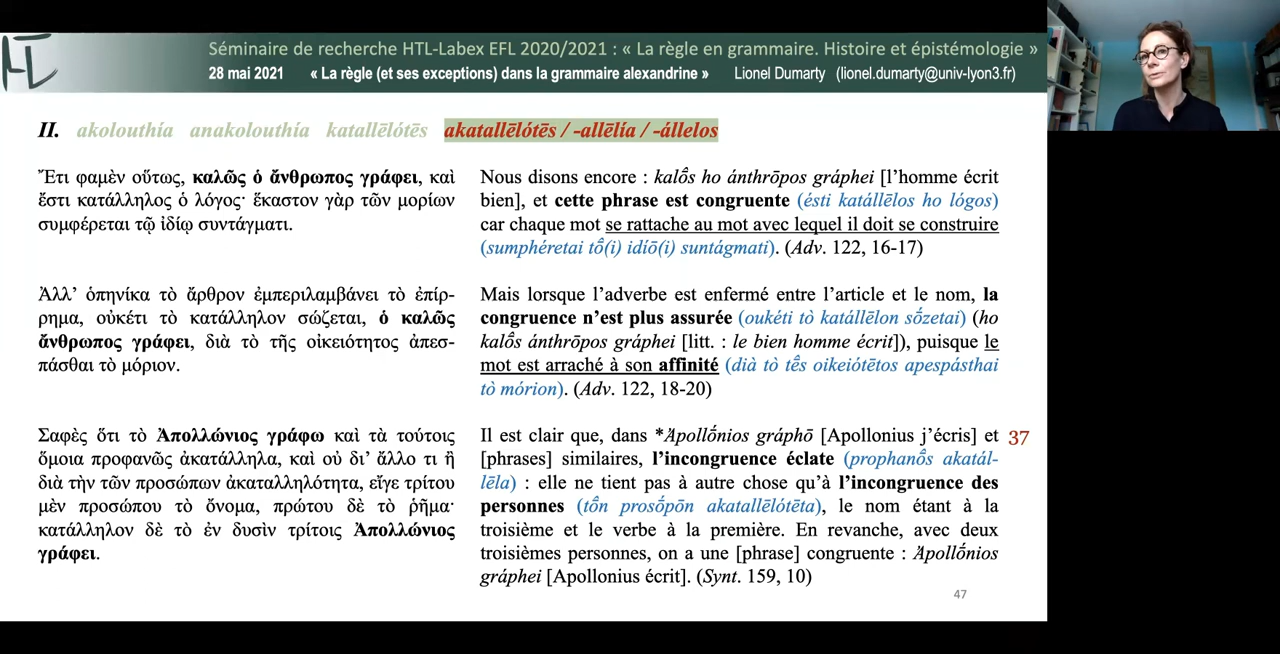 HTL
Séminaire de recherche HTL-Labex EFL 2020/2021 : « La règle en grammaire. Histoire et épistémologie »
28 mai 2021 « La règle (et ses exceptions) dans la grammaire alexandrine » Lionel Dumarty (lionel.dumarty@univ-lyon3.fr)
II. akolouthía anakolouthía katallēlótēs akatallēlótēs / -allēlía / -állelos
Ἔτι φαμὲν οὕτως, καλῶς ὁ ἄνθρωπος γράφει, καὶ
ἔστι κατάλληλος ὁ λόγος· ἕκαστον γὰρ τῶν μορίων
συμφέρεται τῷ ἰδίῳ συντάγματι.
Nous disons encore : kalō̂s ho ánthrōpos gráphei [l’homme écrit
bien], et cette phrase est congruente (ésti katállēlos ho lógos)
car chaque mot se rattache au mot avec lequel il doit se construire
(sumphéretai tō̂(i) idíō(i) suntágmati). (Adv. 122, 16-17)
Ἀλλ’ ὁπηνίκα τὸ ἄρθρον ἐμπεριλαμβάνει τὸ ἐπίρ-
ρημα, οὐκέτι τὸ κατάλληλον σώζεται, ὁ καλῶς
ἄνθρωπος γράφει, διὰ τὸ τῆς οἰκειότητος ἀπεσ-
πάσθαι τὸ μόριον.
Mais lorsque l’adverbe est enfermé entre l’article et le nom, la
congruence n’est plus assurée (oukéti tò katállēlon sṓzetai) (ho
kalō̂s ánthrōpos gráphei [litt. : le bien homme écrit]), puisque le
mot est arraché à son affinité (dià tò tē̂s oikeiótētos apespásthai
tò mórion). (Adv. 122, 18-20)
Σαφὲς ὅτι τὸ Ἀπολλώνιος γράφω καὶ τὰ τούτοις
ὅμοια προφανῶς ἀκατάλληλα, καὶ οὐ δι’ ἄλλο τι ἢ
διὰ τὴν τῶν προσώπων ἀκαταλληλότητα, εἴγε τρίτου
μὲν προσώπου τὸ ὄνομα, πρώτου δὲ τὸ ῥῆμα·
κατάλληλον δὲ τὸ ἐν δυσὶν τρίτοις Ἀπολλώνιος
γράφει.
Il est clair que, dans *Ἀpollṓnios gráphō [Apollonius j’écris] et 37
[phrases] similaires, l’incongruence éclate (prophanō̂s akatál-
lēla) : elle ne tient pas à autre chose qu’à l’incongruence des
personnes (tō̂n prosṓpōn akatallēlótēta), le nom étant à la
troisième et le verbe à la première. En revanche, avec deux
troisièmes personnes, on a une [phrase] congruente : Ἀpollṓnios
gráphei [Apollonius écrit]. (Synt. 159, 10)
47